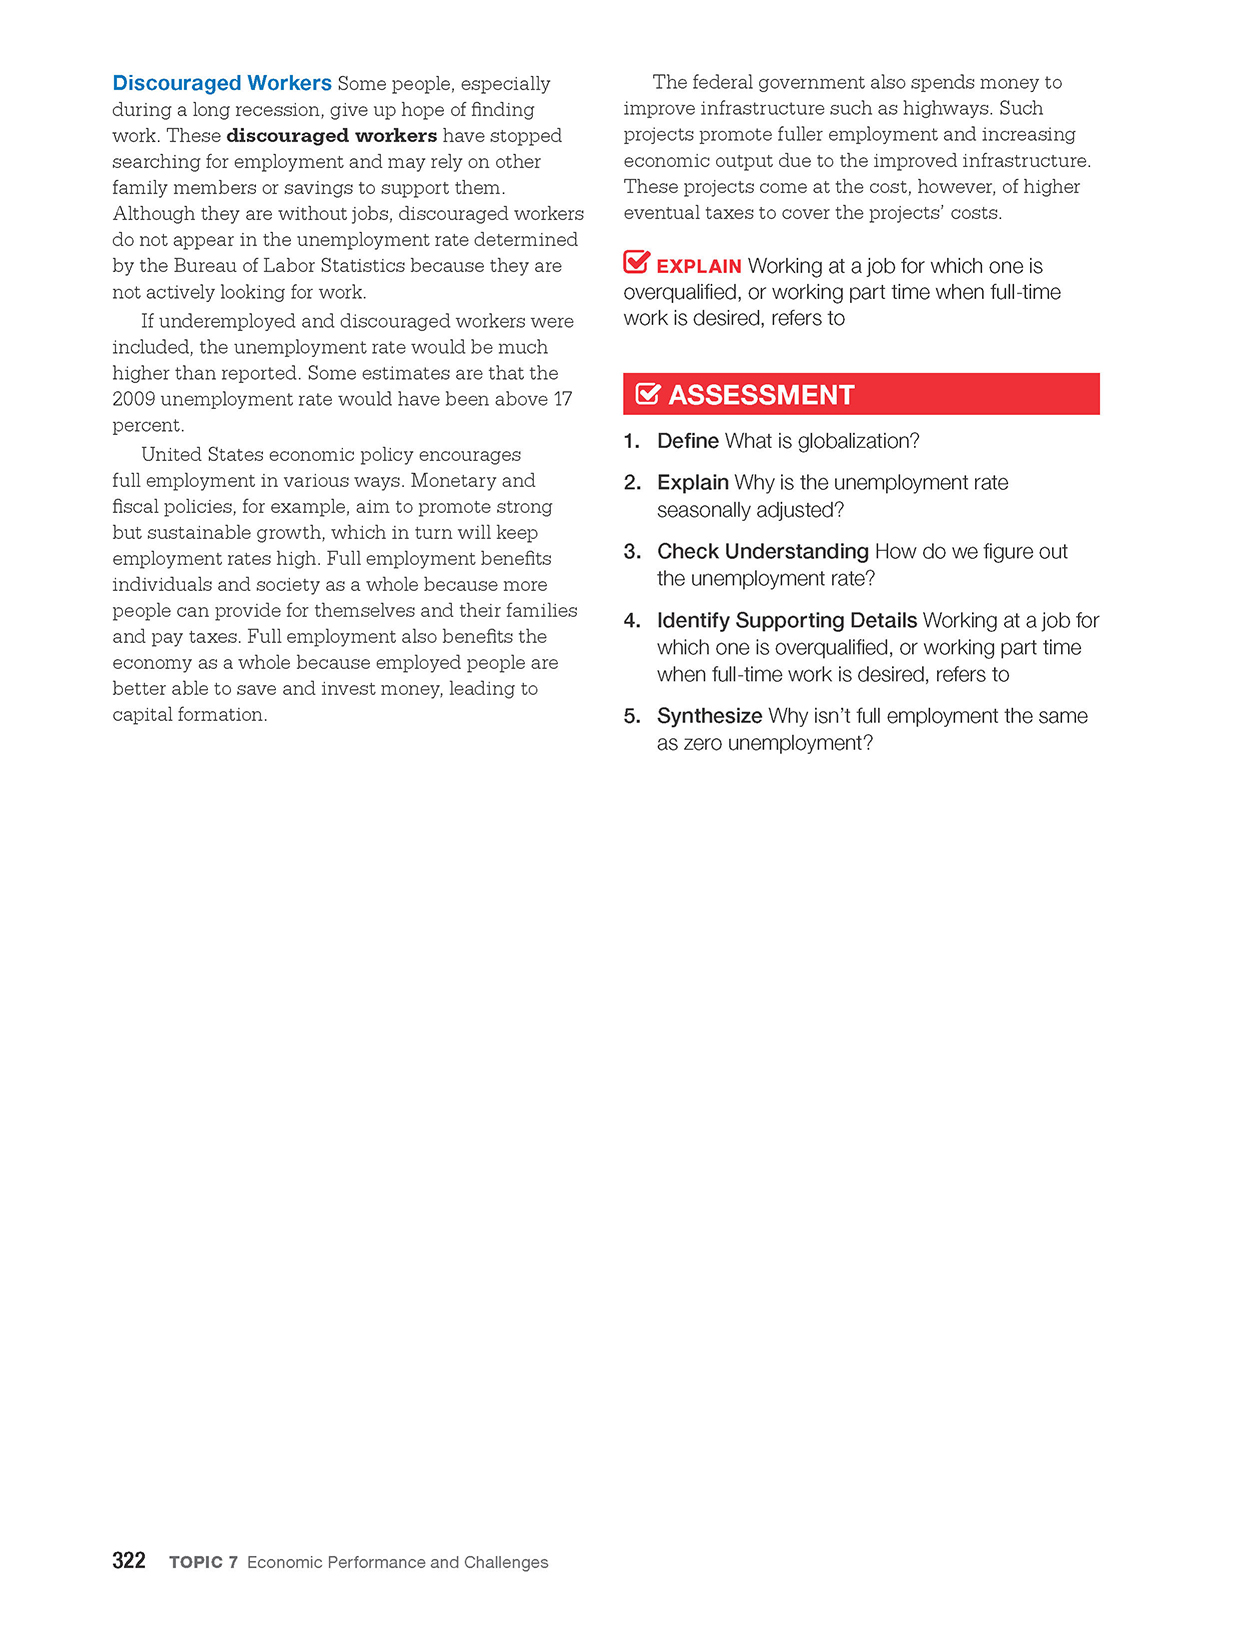 Discouraged Workers Some people, especially
during a long recession, give up hope of finding
work. These discouraged workers have stopped
searching for employment and may rely on other
family members or savings to support them.
Although they are without jobs, discouraged workers
do not appear in the unemployment rate determined
by the Bureau of Labor Statistics because they are
not actively looking for work.
If underemployed and discouraged workers were
included, the unemployment rate would be much
higher than reported. Some estimates are that the
2009 unemployment rate would have been above 17
percent.
United States economic policy encourages
full employment in various ways. Monetary and
fiscal policies, for example, aim to promote strong
but sustainable growth, which in turn will keep
employment rates high. Full employment benefits
individuals and society as a whole because more
people can provide for themselves and their families
and pay taxes. Full employment also benefits the
economy as a whole because employed people are
better able to save and invest money, leading to
capital formation.
The federal government also spends money to
improve infrastructure such as highways. Such
projects promote fuller employment and increasing
economic output due to the improved infrastructure.
These projects come at the cost, however, of higher
eventual taxes to cover the projects’ costs.
EXPLAIN Working at a job for which one is
overqualified, or working part time when full-time
work is desired, refers to
ASSESSMENT
1. Define What is globalization?
2. Explain Why is the unemployment rate
seasonally adjusted?
3. Check Understanding How do we figure out
the unemployment rate?
4. Identify Supporting Details Working at a job for
which one is overqualified, or working part time
when full-time work is desired, refers to
5. Synthesize Why isn’t full employment the same
as zero unemployment?
322 TOPIC 7 Economic Performance and Challenges